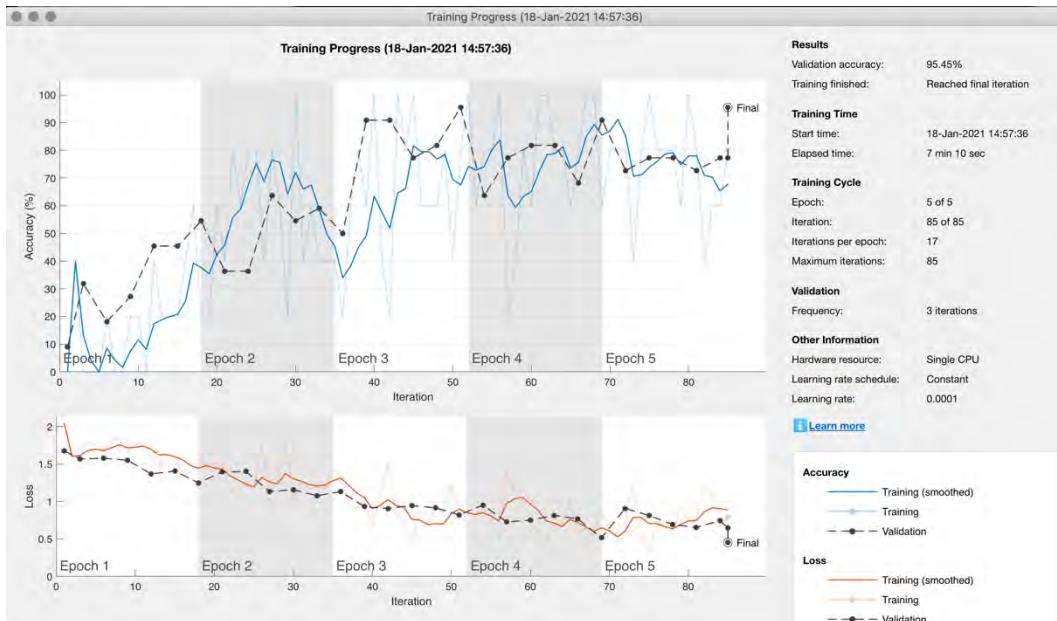 Training Progress (18-Jan-2021 14:57:36)
Training Progress (18-Jan-2021 14:57:36)
Accuracy (%)
100
90
80
70
60
50
40
30
20
10
0
Final
Epoch 1
Epoch 2
Epoch 3
Epoch 4
Epoch 5
0 10 20 30 40 50 60 70 80
Iteration
Loss
2
1.5
1
0.5
0
Final
Epoch 1
Epoch 2
Epoch 3
Epoch 4
Epoch 5
0 10 20 30 40 50 60 70 80
Iteration
Results
Validation accuracy: 95.45%
Training finished: Reached final iteration
Training Time
Start time: 18-Jan-2021 14:57:36
Elapsed time: 7 min 10 sec
Training Cycle
Epoch: 5 of 5
Iteration: 85 of 85
Iterations per epoch: 17
Maximum iterations: 85
Validation
Frequency: 3 iterations
Other Information
Hardware resource: Single CPU
Learning rate schedule: Constant
Learning rate: 0.0001
i Learn more
Accuracy
Training (smoothed)
Training
Validation
Loss
Training (smoothed)
Training
Validation